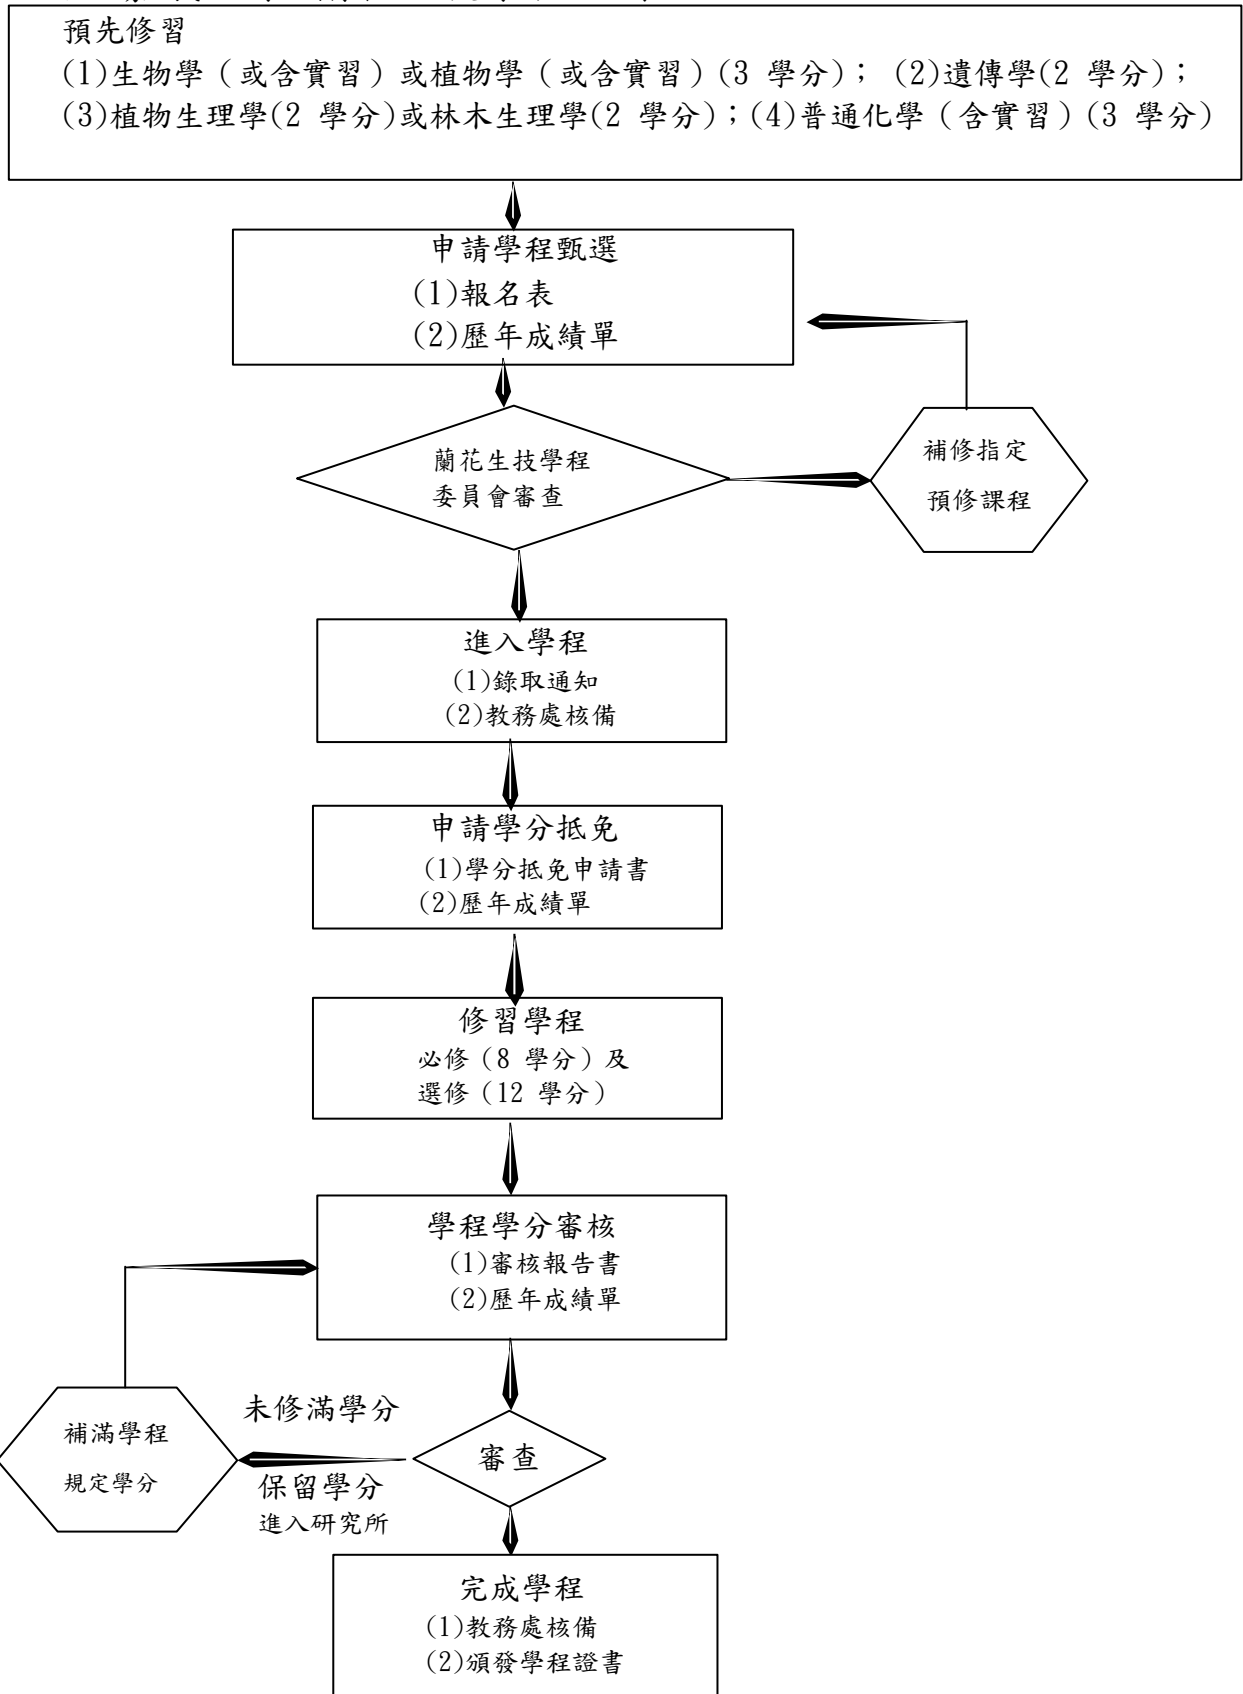 預先修習
(1)生物學（或含實習）或植物學（或含實習）(3 學分)； (2)遺傳學(2 學分)；
(3)植物生理學(2 學分)或林木生理學(2 學分)；(4)普通化學（含實習）(3 學分)
申請學程甄選
(1)報名表
(2)歷年成績單
蘭花生技學程
委員會審查
補修指定
預修課程
進入學程
(1)錄取通知
(2)教務處核備
申請學分抵免
(1)學分抵免申請書
(2)歷年成績單
修習學程
必修（8 學分）及
選修（12 學分）
學程學分審核
(1)審核報告書
(2)歷年成績單
未修滿學分
補滿學程
規定學分
審查
保留學分
進入研究所
完成學程
(1)教務處核備
(2)頒發學程證書